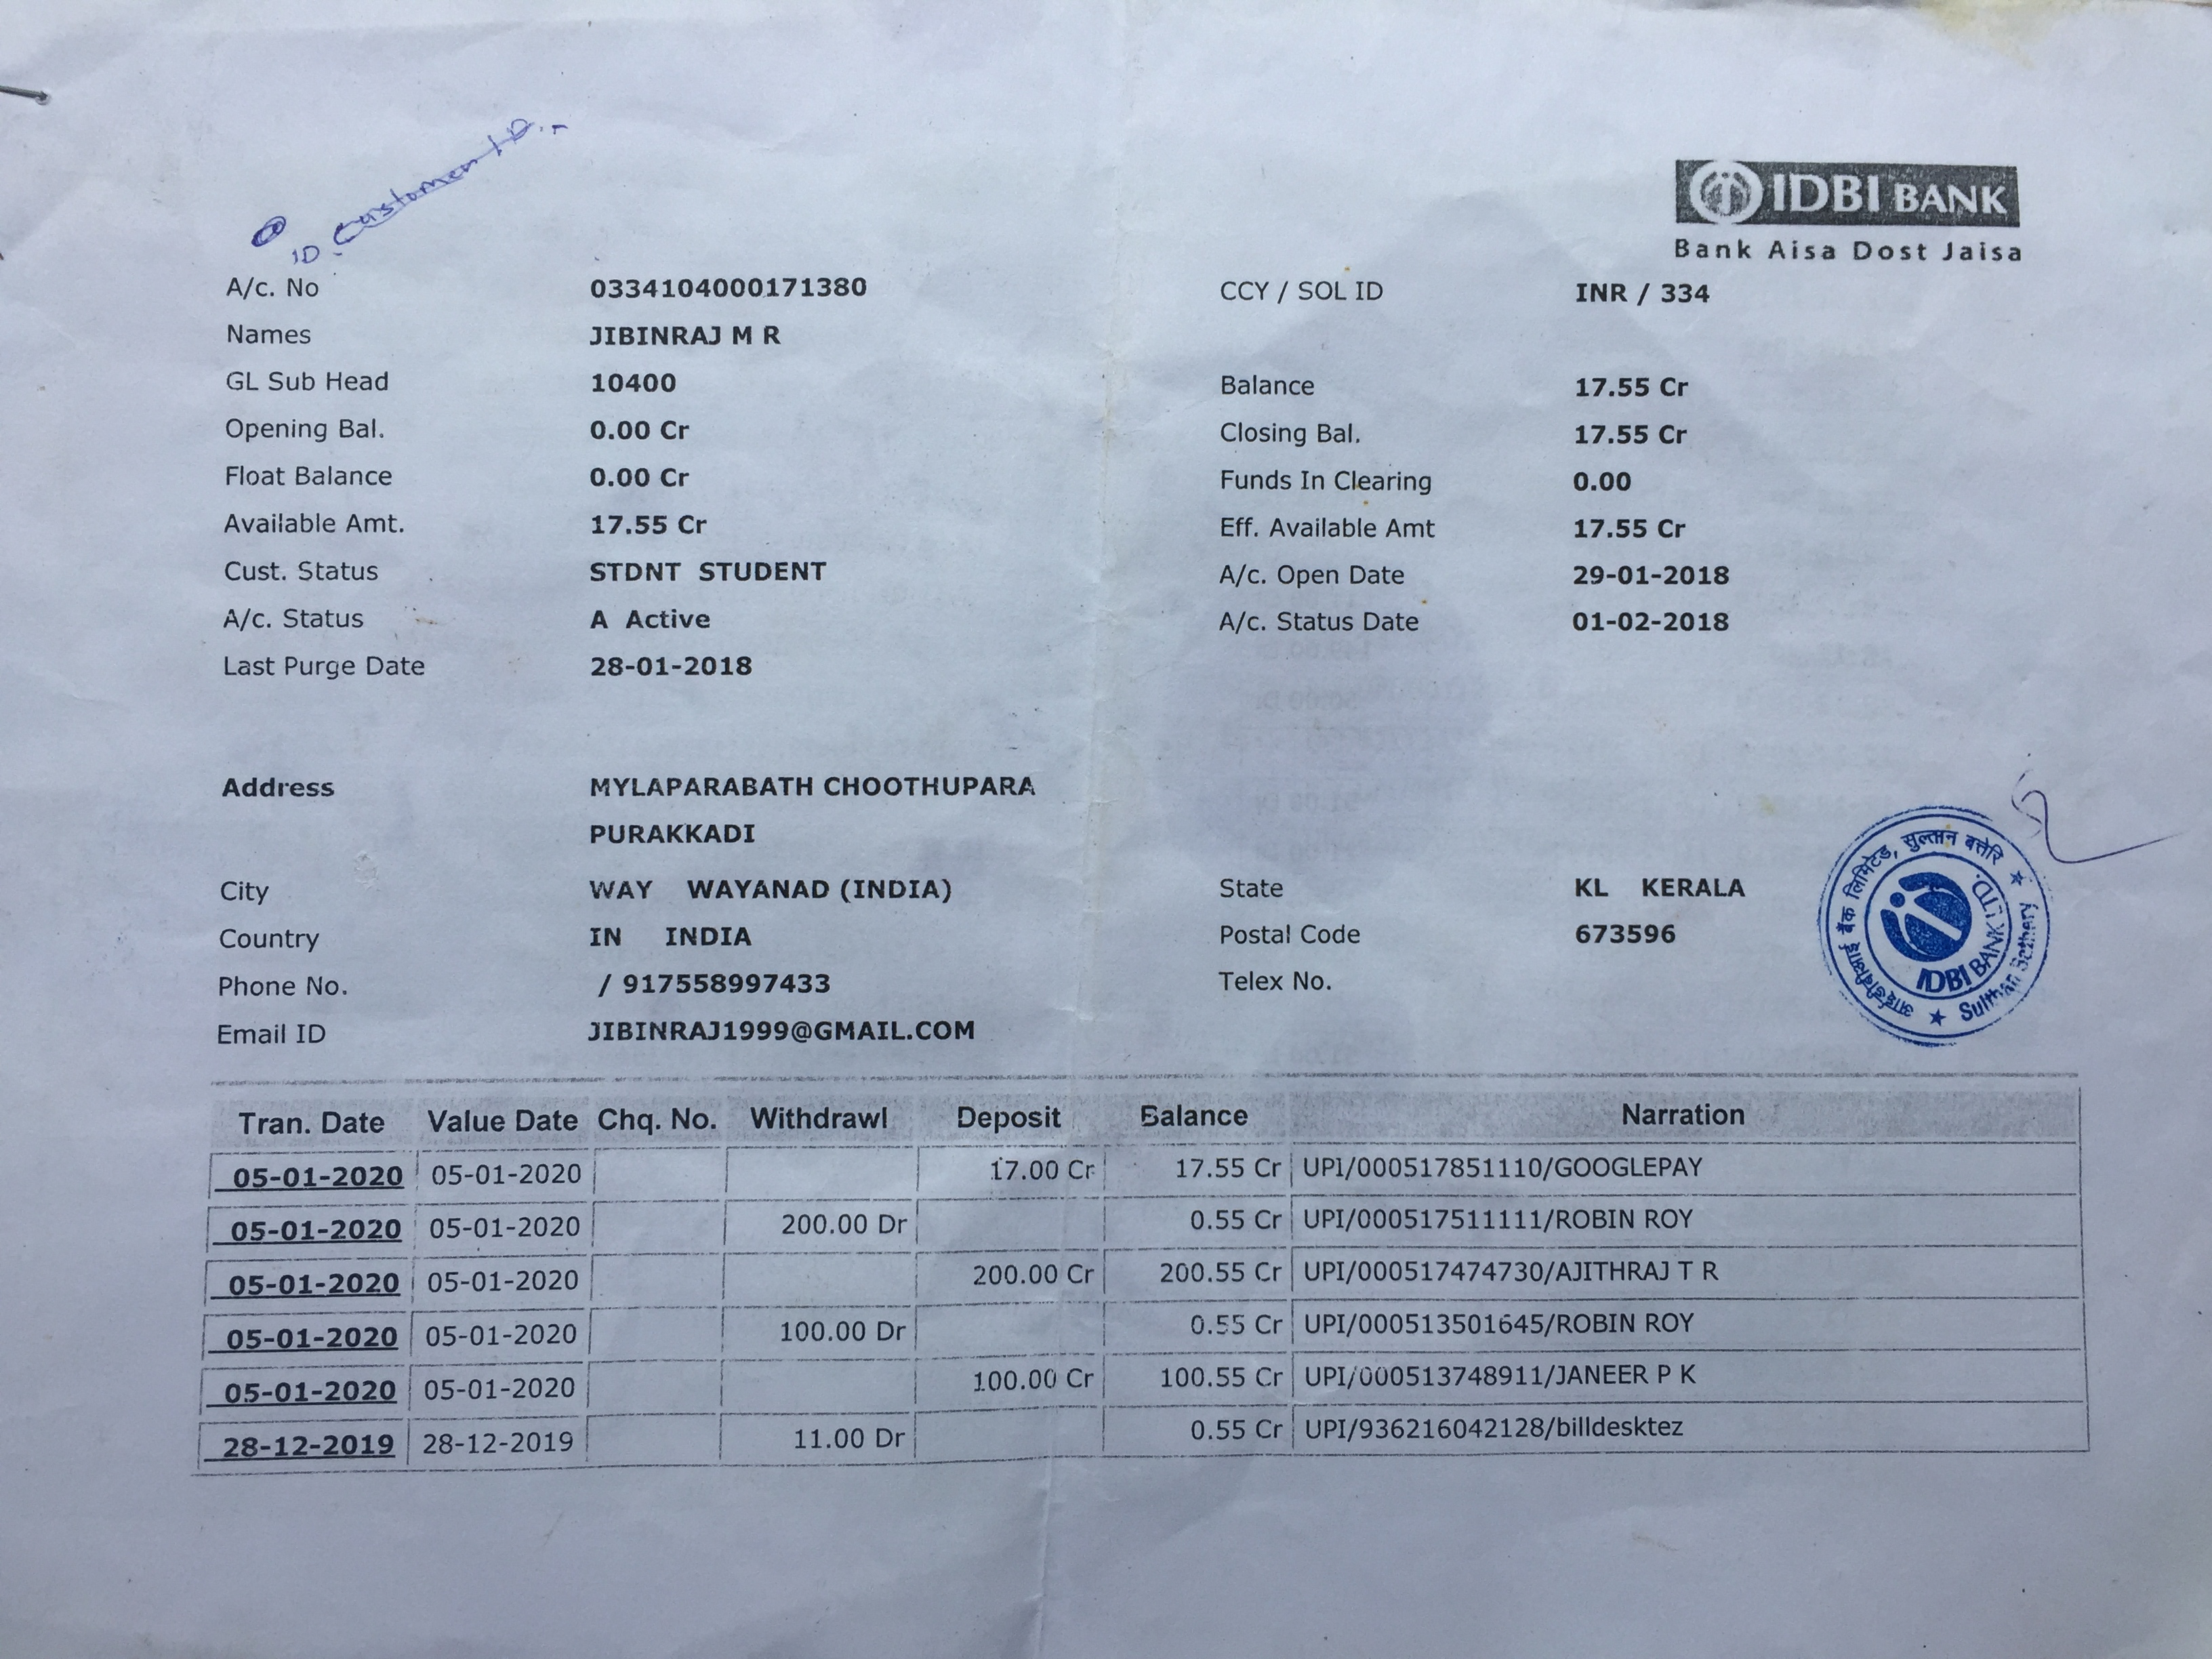 IDBI BANK
Bank Aisa Dost Jaisa
ID Customer ID
A/c. No 0334104000171380 CCY / SOL ID INR / 334
Names JIBINRAJ M R
GL Sub Head 10400 Balance 17.55 Cr
Opening Bal. 0.00 Cr Closing Bal. 17.55 Cr
Float Balance 0.00 Cr Funds In Clearing 0.00
Available Amt. 17.55 Cr Eff. Available Amt 17.55 Cr
Cust. Status STDNT STUDENT A/c. Open Date 29-01-2018
A/c. Status A Active A/c. Status Date 01-02-2018
Last Purge Date 28-01-2018
Address MYLAPARABATH CHOOTHUPARA
PURAKKADI
City WAY WAYANAD (INDIA) State KL KERALA
Country IN INDIA Postal Code 673596
Phone No. / 917558997433 Telex No.
Email ID JIBINRAJ1999@GMAIL.COM
आईडीबीआई बैंक लिमिटेड, सुल्तान बत्तेरि
IDBI BANK LTD.
Sulthan Bathery
Tran. Date Value Date Chq. No. Withdrawl Deposit Balance Narration
05-01-2020 05-01-2020 17.00 Cr 17.55 Cr UPI/000517851110/GOOGLEPAY
05-01-2020 05-01-2020 200.00 Dr 0.55 Cr UPI/000517511111/ROBIN ROY
05-01-2020 05-01-2020 200.00 Cr 200.55 Cr UPI/000517474730/AJITHRAJ T R
05-01-2020 05-01-2020 100.00 Dr 0.55 Cr UPI/000513501645/ROBIN ROY
05-01-2020 05-01-2020 100.00 Cr 100.55 Cr UPI/000513748911/JANEER P K
28-12-2019 28-12-2019 11.00 Dr 0.55 Cr UPI/936216042128/billdesktez